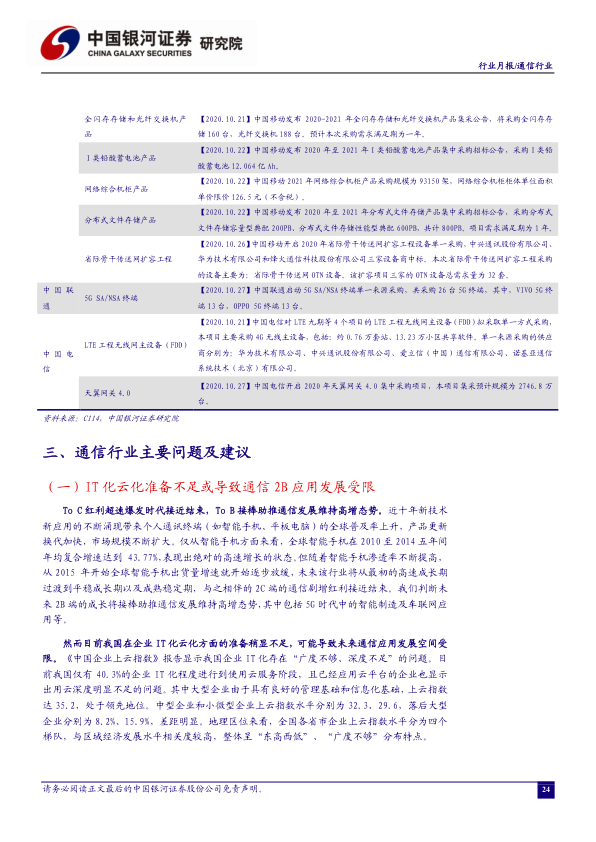 中国银河证券 研究院
CHINA GALAXY SECURITIES
行业月报/通信行业
全闪存存储和光纤交换机产
品
【2020.10.21】中国移动发布 2020-2021 年全闪存存储和光纤交换机产品集采公告，将采购全闪存存
储 160 台，光纤交换机 188 台。预计本次采购需求满足期为一年。
Ⅰ类铅酸蓄电池产品
【2020.10.22】中国移动发布 2020 年至 2021 年Ⅰ类铅酸蓄电池产品集中采购招标公告，采购Ⅰ类铅
酸蓄电池 12.064 亿 Ah。
网络综合机柜产品
【2020.10.22】中国移动 2021 年网络综合机柜产品采购规模为 93150 架，网络综合机柜柜体单位面积
单价限价 126.5 元（不含税）。
分布式文件存储产品
【2020.10.22】中国移动发布 2020 年至 2021 年分布式文件存储产品集中采购招标公告，采购分布式
文件存储容量型典配 200PB、分布式文件存储性能型典配 600PB，共计 800PB。项目需求满足期为 1 年。
省际骨干传送网扩容工程
【2020.10.26】中国移动开启 2020 年省际骨干传送网扩容工程设备单一采购，中兴通讯股份有限公司、
华为技术有限公司和烽火通信科技股份有限公司三家设备商中标。本次省际骨干传送网扩容工程采购
的设备主要为：省际骨干传送网 OTN 设备。该扩容项目三家的 OTN 设备总需求量为 32 套。
中国联
通
5G SA/NSA 终端
【2020.10.27】中国联通启动 5G SA/NSA 终端单一来源采购，共采购 26 台 5G 终端，其中，VIVO 5G 终
端 13 台，OPPO 5G 终端 13 台。
中国电
信
LTE 工程无线网主设备（FDD）
【2020.10.21】中国电信对 LTE 九期等 4 个项目的 LTE 工程无线网主设备（FDD）拟采取单一方式采购，
本项目主要采购 4G 无线主设备，包括：约 0.76 万套站、13.23 万小区共享软件。单一来源采购的供应
商分别为：华为技术有限公司、中兴通讯股份有限公司、爱立信（中国）通信有限公司、诺基亚通信
系统技术（北京）有限公司。
天翼网关 4.0
【2020.10.27】中国电信开启 2020 年天翼网关 4.0 集中采购项目，本项目集采预计规模为 2746.8 万
台。
资料来源：C114，中国银河证券研究院
三、通信行业主要问题及建议
（一）IT 化云化准备不足或导致通信 2B 应用发展受限
To C 红利超速爆发时代接近结束，To B 接棒助推通信发展维持高增态势。近十年新技术
新应用的不断涌现带来个人通讯终端（如智能手机、平板电脑）的全球普及率上升，产品更新
换代加快，市场规模不断扩大。仅从智能手机方面来看，全球智能手机在 2010 至 2014 五年间
年均复合增速达到 43.77%，表现出绝对的高速增长的状态。但随着智能手机渗透率不断提高，
从 2015 年开始全球智能手机出货量增速就开始逐步放缓，未来该行业将从最初的高速成长期
过渡到平稳成长期以及成熟稳定期，与之相伴的 2C 端的通信刷增红利接近结束。我们判断未
来 2B 端的成长将接棒助推通信发展维持高增态势，其中包括 5G 时代中的智能制造及车联网应
用等。
然而目前我国在企业 IT 化云化方面的准备稍显不足，可能导致未来通信应用发展空间受
限。《中国企业上云指数》报告显示我国企业 IT 化存在“广度不够、深度不足”的问题。目
前我国仅有 40.3%的企业 IT 化程度进行到使用云服务阶段，且已经应用云平台的企业也显示
出用云深度明显不足的问题。其中大型企业由于具有良好的管理基础和信息化基础，上云指数
达 35.2，处于领先地位。中型企业和小微型企业上云指数水平分别为 32.3、29.6，落后大型
企业分别为 8.2%，15.9%，差距明显。地理区位来看，全国各省市企业上云指数水平分为四个
梯队，与区域经济发展水平相关度较高，整体呈“东高西低”、“广度不够”分布特点。
请务必阅读正文最后的中国银河证券股份公司免责声明。
24